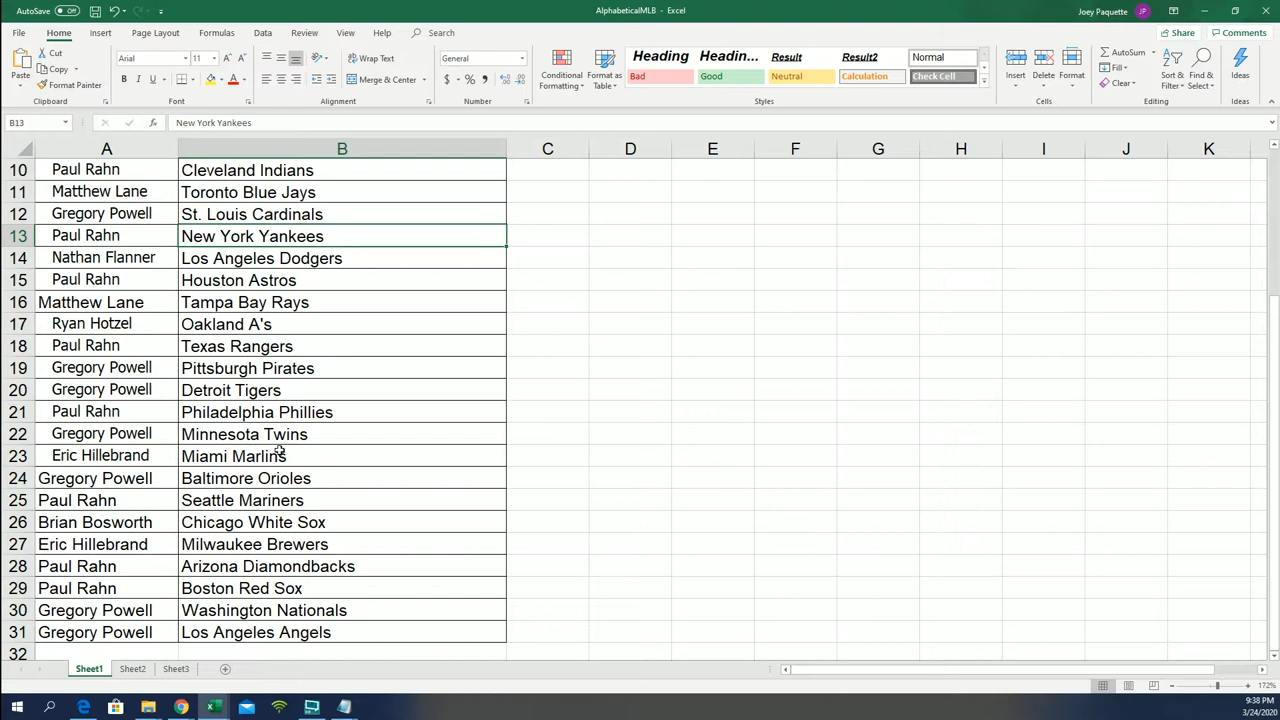 AutoSave Off
AlphabeticalMLB - Excel
Joey Paquette JP
File Home Insert Page Layout Formulas Data Review View Help Search
Share Comments
Paste
Cut
Copy
Format Painter
Clipboard
Arial 11
B I U
Font
Wrap Text
Merge & Center
Alignment
General
$ % ,
Number
Conditional Formatting
Format as Table
Heading Headin... Result Result2 Normal
Bad Good Neutral Calculation Check Cell
Styles
Insert Delete Format
Cells
AutoSum
Fill
Clear
Sort & Filter
Find & Select
Editing
Ideas
Ideas
B13 fx New York Yankees
A B C D E F G H I J K
10 Paul Rahn Cleveland Indians
11 Matthew Lane Toronto Blue Jays
12 Gregory Powell St. Louis Cardinals
13 Paul Rahn New York Yankees
14 Nathan Flanner Los Angeles Dodgers
15 Paul Rahn Houston Astros
16 Matthew Lane Tampa Bay Rays
17 Ryan Hotzel Oakland A's
18 Paul Rahn Texas Rangers
19 Gregory Powell Pittsburgh Pirates
20 Gregory Powell Detroit Tigers
21 Paul Rahn Philadelphia Phillies
22 Gregory Powell Minnesota Twins
23 Eric Hillebrand Miami Marlins
24 Gregory Powell Baltimore Orioles
25 Paul Rahn Seattle Mariners
26 Brian Bosworth Chicago White Sox
27 Eric Hillebrand Milwaukee Brewers
28 Paul Rahn Arizona Diamondbacks
29 Paul Rahn Boston Red Sox
30 Gregory Powell Washington Nationals
31 Gregory Powell Los Angeles Angels
32
Sheet1 Sheet2 Sheet3
172%
9:38 PM
3/24/2020